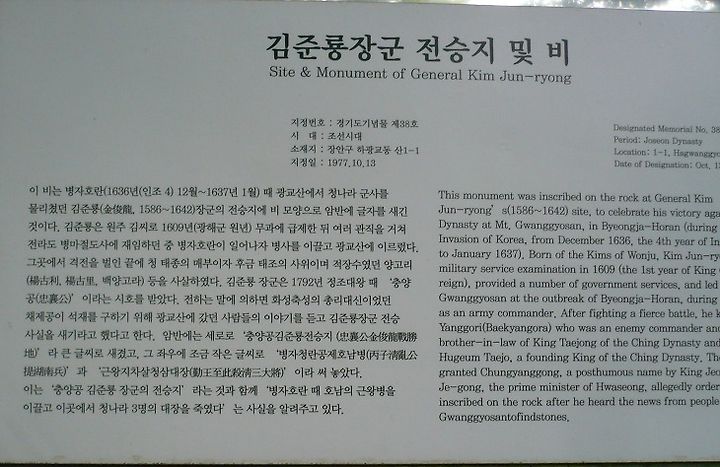 김준룡장군 전승지 및 비
Site & Monument of General Kim Jun-ryong
지정번호 : 경기도기념물 제38호
시    대 : 조선시대
소재지 : 장안구 하광교동 산1-1
지정일 : 1977.10.13
Designated Memorial No. 38
Period: Joseon Dynasty
Location: 1-1, Hagwanggyo
Date of Designation: Oct. 1
이 비는 병자호란(1636년(인조 4) 12월~1637년 1월) 때 광교산에서 청나라 군사를
물리쳤던 김준룡(金俊龍, 1586~1642)장군의 전승지에 비 모양으로 암반에 글자를 새긴
것이다. 김준룡은 원주 김씨로 1609년(광해군 원년) 무과에 급제한 뒤 여러 관직을 거쳐
전라도 병마절도사에 재임하던 중 병자호란이 일어나자 병사를 이끌고 광교산에 이르렀다.
그곳에서 격전을 벌인 끝에 청 태종의 매부이자 후금 태조의 사위이며 적장수였던 양고리
(楊古利, 楊古里, 백양고라) 등을 사살하였다. 김준룡 장군은 1792년 정조대왕 때 ‘충양
공(忠襄公)’이라는 시호를 받았다. 전하는 말에 의하면 화성축성의 총리대신이었던
채제공이 석재를 구하기 위해 광교산에 갔던 사람들의 이야기를 듣고 김준룡장군 전승
사실을 새기라고 했다고 한다. 암반에는 세로로 ‘충양공김준룡전승지 (忠襄公金俊龍戰勝
地)’라 큰 글씨로 새겼고, 그 좌우에 조금 작은 글씨로 ‘병자청란공제호남병(丙子淸亂公
提湖南兵)’과 ‘근왕지차살청삼대장(勤王至此殺淸三大將)’이라 써 놓았다.
이는 ‘충양공 김준룡 장군의 전승지’라는 것과 함께 ‘병자호란 때 호남의 근왕병을
이끌고 이곳에서 청나라 3명의 대장을 죽였다’는 사실을 알려주고 있다.
This monument was inscribed on the rock at General Kim
Jun-ryong’s(1586~1642) site, to celebrate his victory aga
Dynasty at Mt. Gwanggyosan, in Byeongja-Horan (during
Invasion of Korea, from December 1636, the 4th year of In
to January 1637). Born of the Kims of Wonju, Kim Jun-ry
military service examination in 1609 (the 1st year of King
reign), provided a number of government services, and led
Gwanggyosan at the outbreak of Byeongja-Horan, during
as an army commander. After fighting a fierce battle, he k
Yanggori(Baekyangora) who was an enemy commander an
brother-in-law of King Taejong of the Ching Dynasty and
Hugeum Taejo, a founding King of the Ching Dynasty. Th
granted Chungyanggong, a posthumous name by King Jeo
Je-gong, the prime minister of Hwaseong, allegedly order
inscribed on the rock after he heard the news from people
Gwanggyosantofindstones.